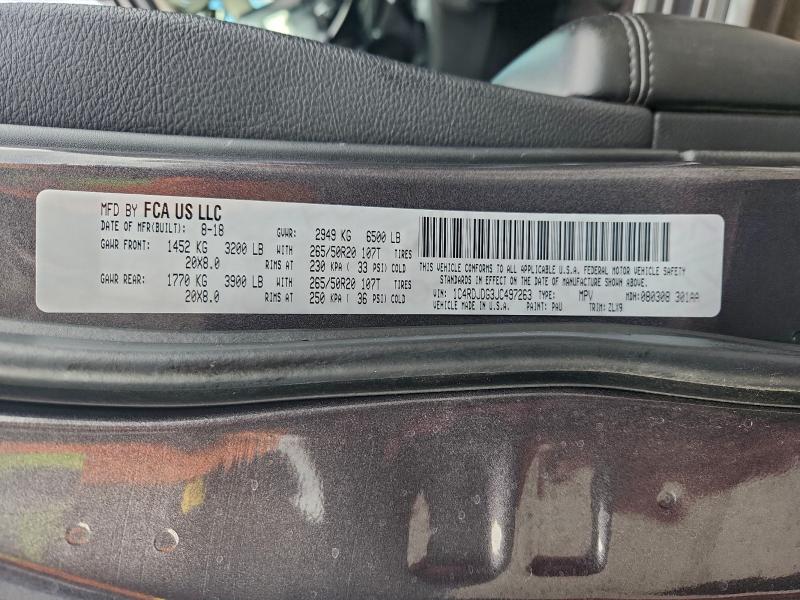 MFD BY FCA US LLC
DATE OF MFR(BUILT): 8-18 GVWR: 2949 KG 6500 LB
GAWR FRONT: 1452 KG 3200 LB WITH 265/50R20 107T TIRES
20X8.0 RIMS AT 230 KPA ( 33 PSI) COLD
GAWR REAR: 1770 KG 3900 LB WITH 265/50R20 107T TIRES
20X8.0 RIMS AT 250 KPA ( 36 PSI) COLD
THIS VEHICLE CONFORMS TO ALL APPLICABLE U.S.A. FEDERAL MOTOR VEHICLE SAFETY
STANDARDS IN EFFECT ON THE DATE OF MANUFACTURE SHOWN ABOVE.
VIN: 1C4RDJDG3JC497263 TYPE: MPV MDH: 080308 301AA
VEHICLE MADE IN U.S.A. PAINT: PAU TRIM: ZLX9